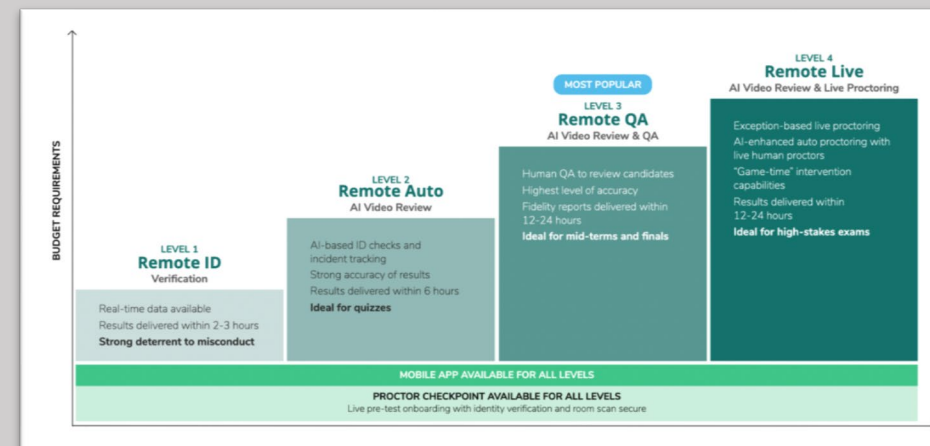 BUDGET REQUIREMENTS
LEVEL 1
Remote ID
Verification
Real-time data available
Results delivered within 2-3 hours
Strong deterrent to misconduct
LEVEL 2
Remote Auto
AI Video Review
AI-based ID checks and
incident tracking
Strong accuracy of results
Results delivered within 6 hours
Ideal for quizzes
MOST POPULAR
LEVEL 3
Remote QA
AI Video Review & QA
Human QA to review candidates
Highest level of accuracy
Fidelity reports delivered within
12-24 hours
Ideal for mid-terms and finals
LEVEL 4
Remote Live
AI Video Review & Live Proctoring
Exception-based live proctoring
AI-enhanced auto proctoring with
live human proctors
"Game-time" intervention
capabilities
Results delivered within
12-24 hours
Ideal for high-stakes exams
MOBILE APP AVAILABLE FOR ALL LEVELS
PROCTOR CHECKPOINT AVAILABLE FOR ALL LEVELS
Live pre-test onboarding with identity verification and room scan secure